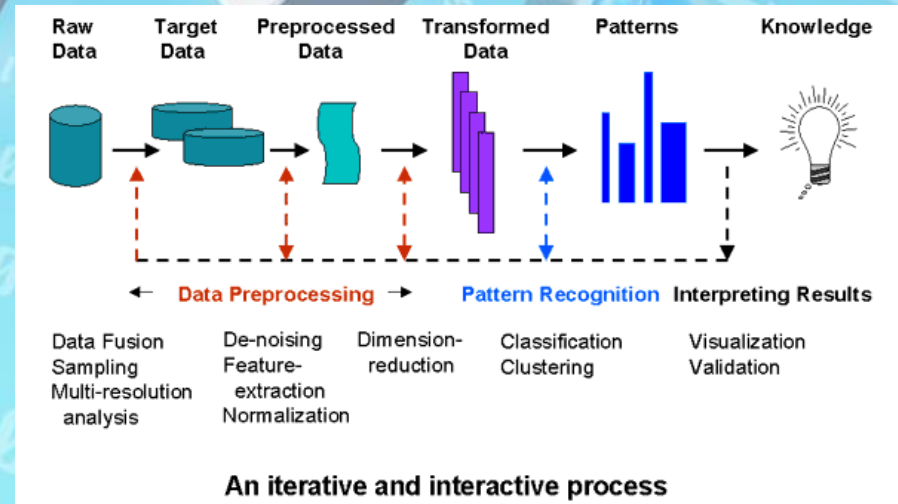 Raw Data
Target Data
Preprocessed Data
Transformed Data
Patterns
Knowledge
Data Preprocessing
Pattern Recognition
Interpreting Results
Data Fusion
Sampling
Multi-resolution
analysis
De-noising
Feature-
extraction
Normalization
Dimension-
reduction
Classification
Clustering
Visualization
Validation
An iterative and interactive process